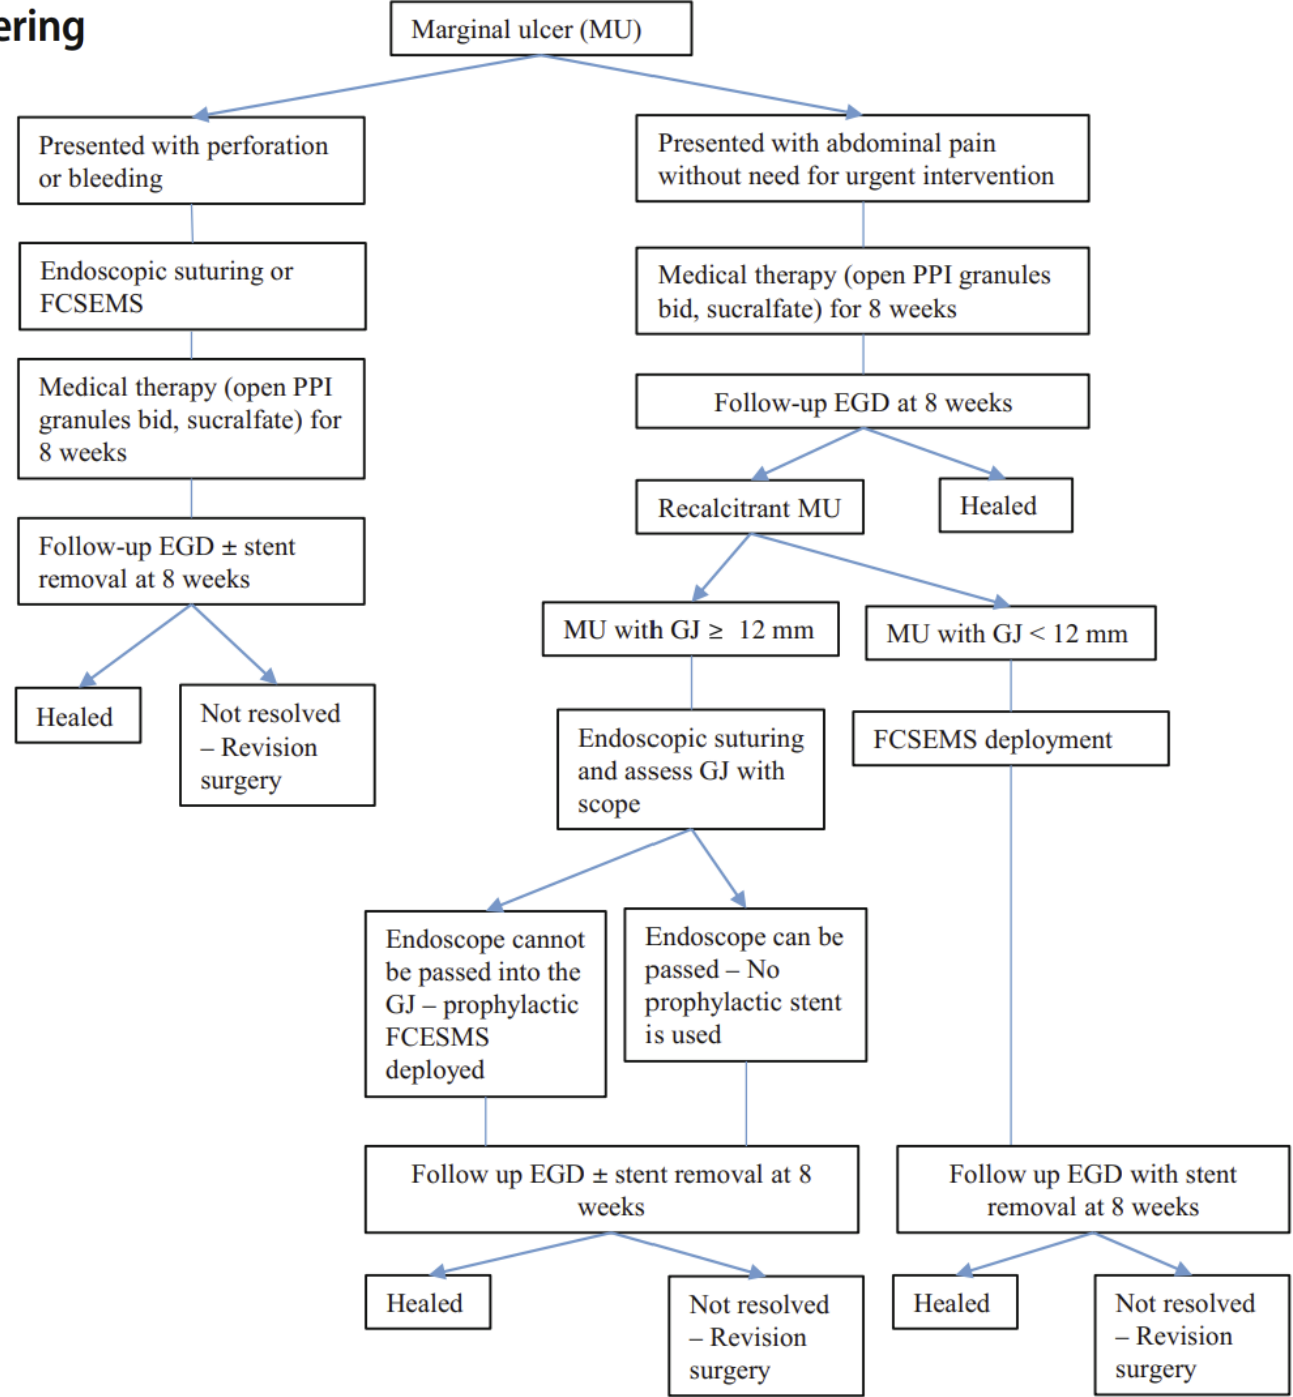 ering
Marginal ulcer (MU)
Presented with perforation
or bleeding
Presented with abdominal pain
without need for urgent intervention
Endoscopic suturing or
FCSEMS
Medical therapy (open PPI granules
bid, sucralfate) for 8 weeks
Medical therapy (open PPI
granules bid, sucralfate) for
8 weeks
Follow-up EGD at 8 weeks
Recalcitrant MU
Healed
Follow-up EGD ± stent
removal at 8 weeks
MU with GJ ≥ 12 mm
MU with GJ < 12 mm
Healed
Not resolved
– Revision
surgery
Endoscopic suturing
and assess GJ with
scope
FCSEMS deployment
Endoscope cannot
be passed into the
GJ – prophylactic
FCESMS
deployed
Endoscope can be
passed – No
prophylactic stent
is used
Follow up EGD ± stent removal at 8
weeks
Follow up EGD with stent
removal at 8 weeks
Healed
Not resolved
– Revision
surgery
Healed
Not resolved
– Revision
surgery